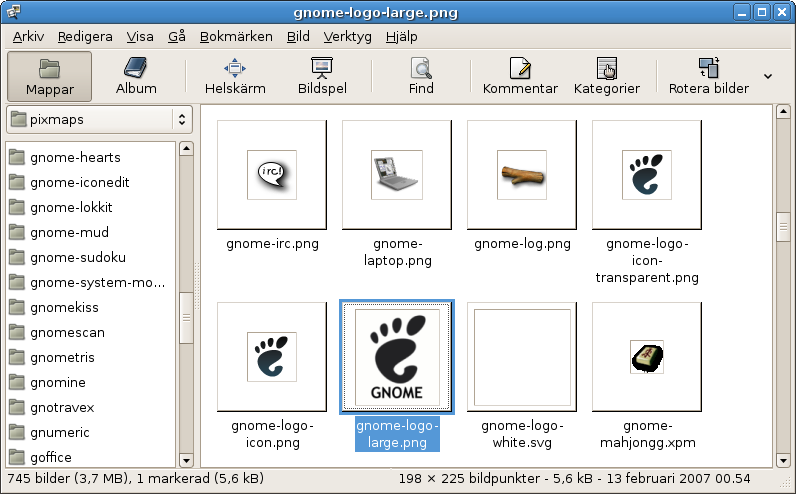 gnome-logo-large.png
Arkiv Redigera Visa Gå Bokmärken Bild Verktyg Hjälp
Mappar Album Helskärm Bildspel Find Kommentar Kategorier Rotera bilder
pixmaps
gnome-hearts
gnome-iconedit
gnome-lokkit
gnome-mud
gnome-sudoku
gnome-system-mo...
gnomekiss
gnomescan
gnometris
gnomine
gnotravex
gnumeric
goffice
irc!
gnome-irc.png
gnome-
laptop.png
gnome-log.png
gnome-logo-
icon-
transparent.png
gnome-logo-
icon.png
GNOME
gnome-logo-
large.png
gnome-logo-
white.svg
gnome-
mahjongg.xpm
745 bilder (3,7 MB), 1 markerad (5,6 kB)
198 × 225 bildpunkter - 5,6 kB - 13 februari 2007 00.54